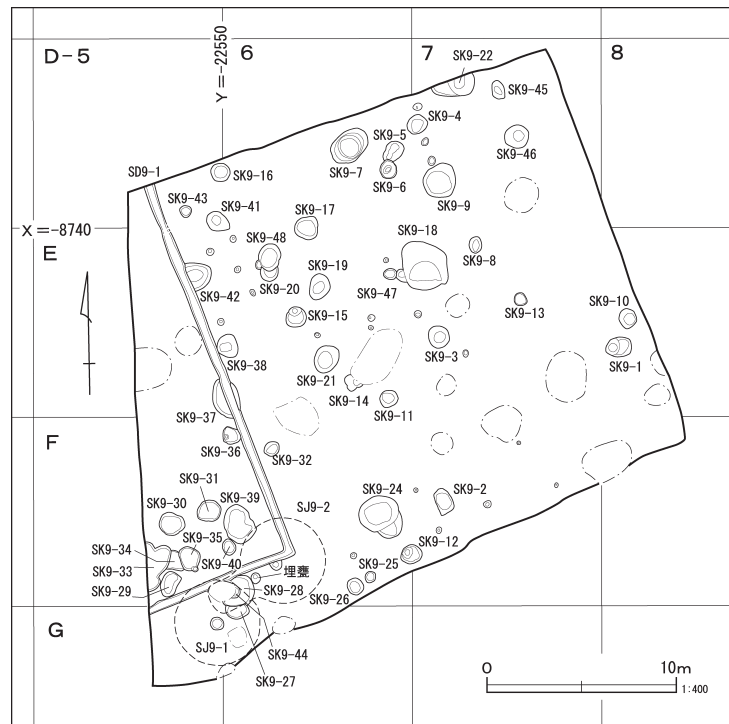 D-5
Y=-22550
6
7
8
SK9-22
SK9-45
SK9-4
SK9-5
SK9-46
SK9-7
SK9-6
SD9-1
SK9-16
SK9-9
SK9-43
SK9-41
SK9-17
SK9-18
X=-8740
E
SK9-48
SK9-8
SK9-19
SK9-42
SK9-20
SK9-47
SK9-10
SK9-15
SK9-13
SK9-38
SK9-3
SK9-21
SK9-1
SK9-14
SK9-37
SK9-11
F
SK9-36
SK9-32
SK9-31
SK9-39
SJ9-2
SK9-24
SK9-2
SK9-30
SK9-35
SK9-34
SK9-12
SK9-33
SK9-40
SK9-25
埋甕
SK9-29
SK9-28
SK9-26
G
SJ9-1
SK9-44
SK9-27
0
10m
1:400